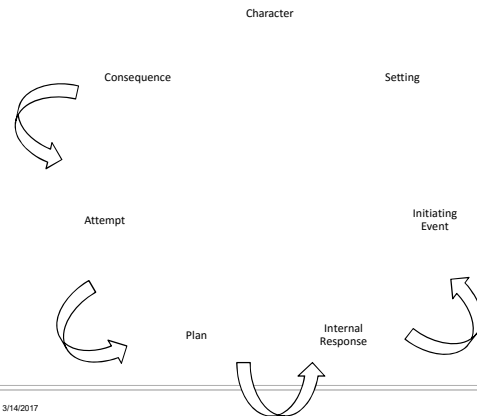 Character
Consequence
Setting
Attempt
Initiating
Event
Plan
Internal
Response
3/14/2017